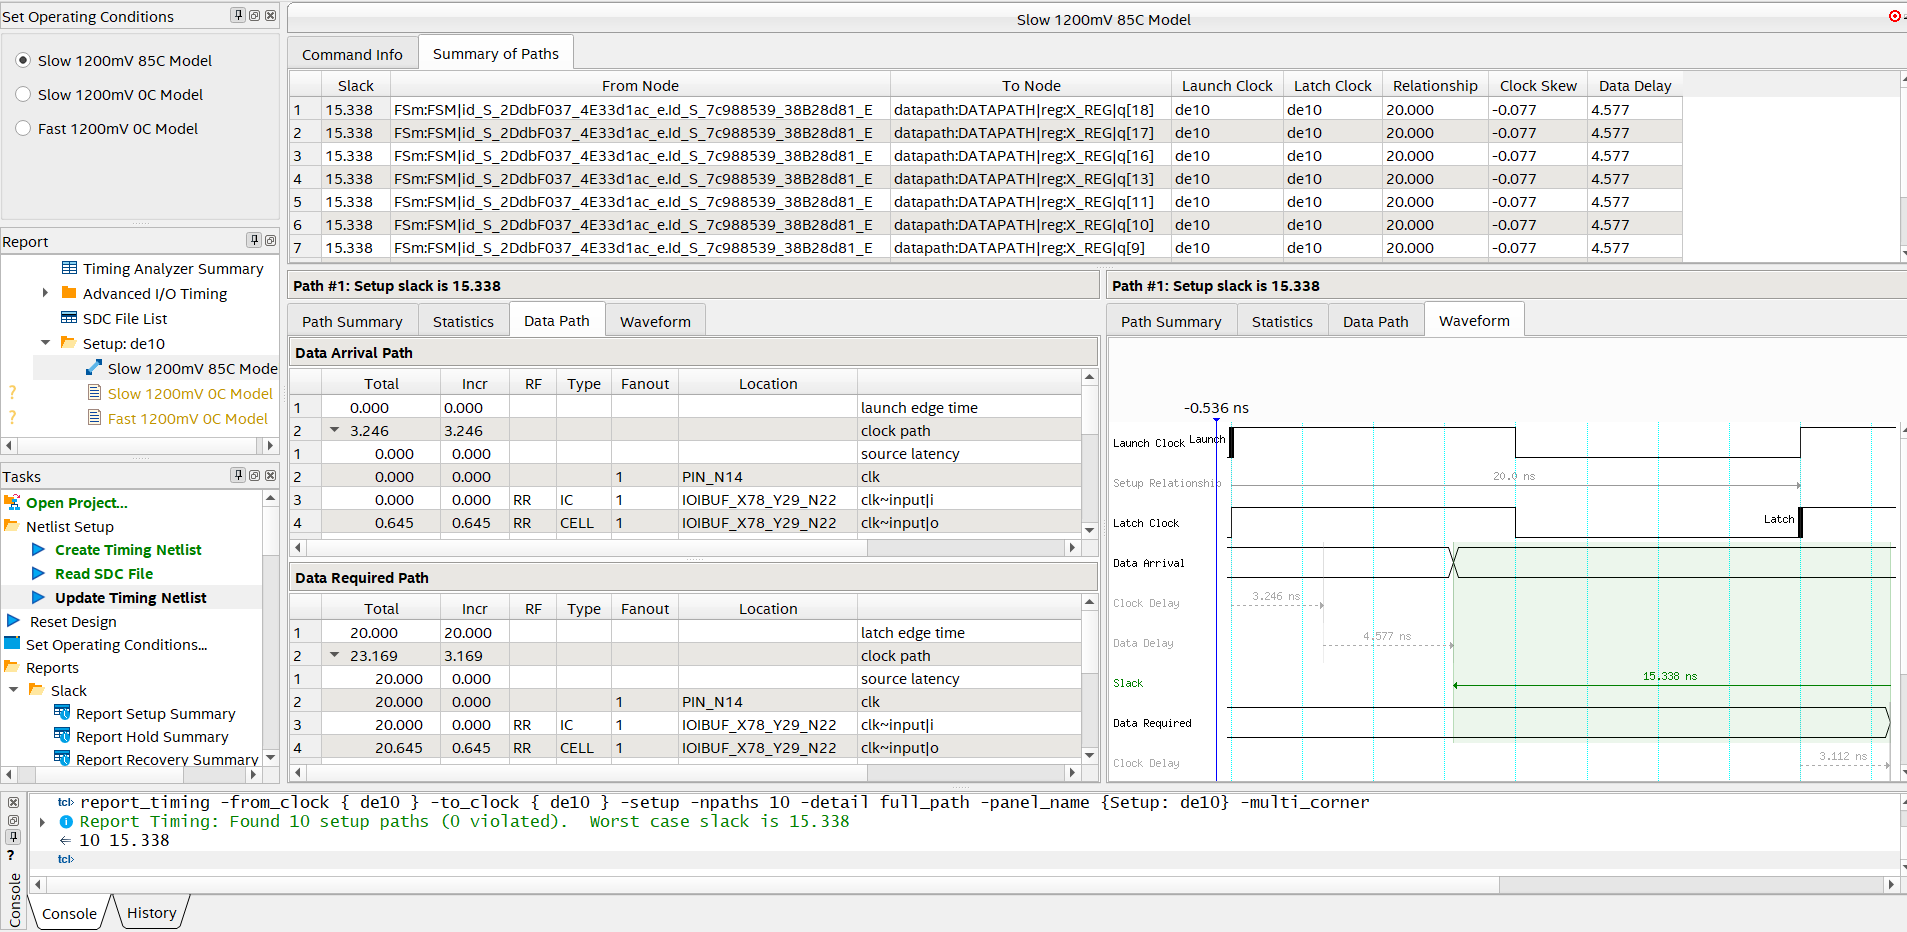 Set Operating Conditions
Slow 1200mV 85C Model
Slow 1200mV 0C Model
Fast 1200mV 0C Model
Report
Timing Analyzer Summary
Advanced I/O Timing
SDC File List
Setup: de10
Slow 1200mV 85C Mode
? Slow 1200mV 0C Model
? Fast 1200mV 0C Model
Tasks
Open Project...
Netlist Setup
Create Timing Netlist
Read SDC File
Update Timing Netlist
Reset Design
Set Operating Conditions...
Reports
Slack
Report Setup Summary
Report Hold Summary
Report Recovery Summary
Slow 1200mV 85C Model
Command Info Summary of Paths
Slack From Node To Node Launch Clock Latch Clock Relationship Clock Skew Data Delay
1 15.338 FSm:FSM|id_S_2DdbF037_4E33d1ac_e.Id_S_7c988539_38B28d81_E datapath:DATAPATH|reg:X_REG|q[18] de10 de10 20.000 -0.077 4.577
2 15.338 FSm:FSM|id_S_2DdbF037_4E33d1ac_e.Id_S_7c988539_38B28d81_E datapath:DATAPATH|reg:X_REG|q[17] de10 de10 20.000 -0.077 4.577
3 15.338 FSm:FSM|id_S_2DdbF037_4E33d1ac_e.Id_S_7c988539_38B28d81_E datapath:DATAPATH|reg:X_REG|q[16] de10 de10 20.000 -0.077 4.577
4 15.338 FSm:FSM|id_S_2DdbF037_4E33d1ac_e.Id_S_7c988539_38B28d81_E datapath:DATAPATH|reg:X_REG|q[13] de10 de10 20.000 -0.077 4.577
5 15.338 FSm:FSM|id_S_2DdbF037_4E33d1ac_e.Id_S_7c988539_38B28d81_E datapath:DATAPATH|reg:X_REG|q[11] de10 de10 20.000 -0.077 4.577
6 15.338 FSm:FSM|id_S_2DdbF037_4E33d1ac_e.Id_S_7c988539_38B28d81_E datapath:DATAPATH|reg:X_REG|q[10] de10 de10 20.000 -0.077 4.577
7 15.338 FSm:FSM|id_S_2DdbF037_4E33d1ac_e.Id_S_7c988539_38B28d81_E datapath:DATAPATH|reg:X_REG|q[9] de10 de10 20.000 -0.077 4.577
Path #1: Setup slack is 15.338
Path Summary Statistics Data Path Waveform
Data Arrival Path
Total Incr RF Type Fanout Location
1 0.000 0.000 launch edge time
2 3.246 3.246 clock path
1 0.000 0.000 source latency
2 0.000 0.000 1 PIN_N14 clk
3 0.000 0.000 RR IC 1 IOIBUF_X78_Y29_N22 clk~input|i
4 0.645 0.645 RR CELL 1 IOIBUF_X78_Y29_N22 clk~input|o
Data Required Path
Total Incr RF Type Fanout Location
1 20.000 20.000 latch edge time
2 23.169 3.169 clock path
1 20.000 0.000 source latency
2 20.000 0.000 1 PIN_N14 clk
3 20.000 0.000 RR IC 1 IOIBUF_X78_Y29_N22 clk~input|i
4 20.645 0.645 RR CELL 1 IOIBUF_X78_Y29_N22 clk~input|o
Path #1: Setup slack is 15.338
Path Summary Statistics Data Path Waveform
-0.536 ns
Launch Clock Launch
Setup Relationship 20.0 ns
Latch Clock Latch
Data Arrival
Clock Delay 3.246 ns
Data Delay 4.577 ns
Slack 15.338 ns
Data Required
Clock Delay 3.112 ns
tcl> report_timing -from_clock { de10 } -to_clock { de10 } -setup -npaths 10 -detail full_path -panel_name {Setup: de10} -multi_corner
Report Timing: Found 10 setup paths (0 violated). Worst case slack is 15.338
← 10 15.338
tcl>
?
Console
Console History